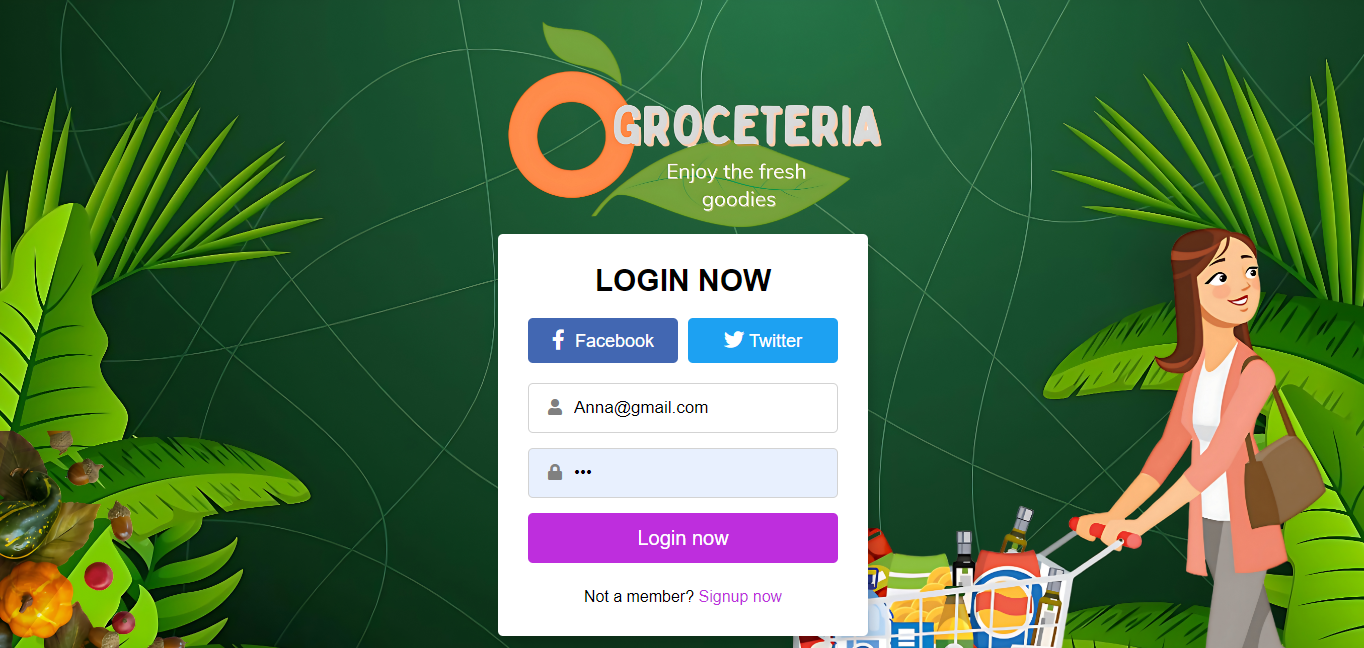 GROCETERIA
Enjoy the fresh
goodies
LOGIN NOW
Facebook
Twitter
Anna@gmail.com
•••
Login now
Not a member? Signup now